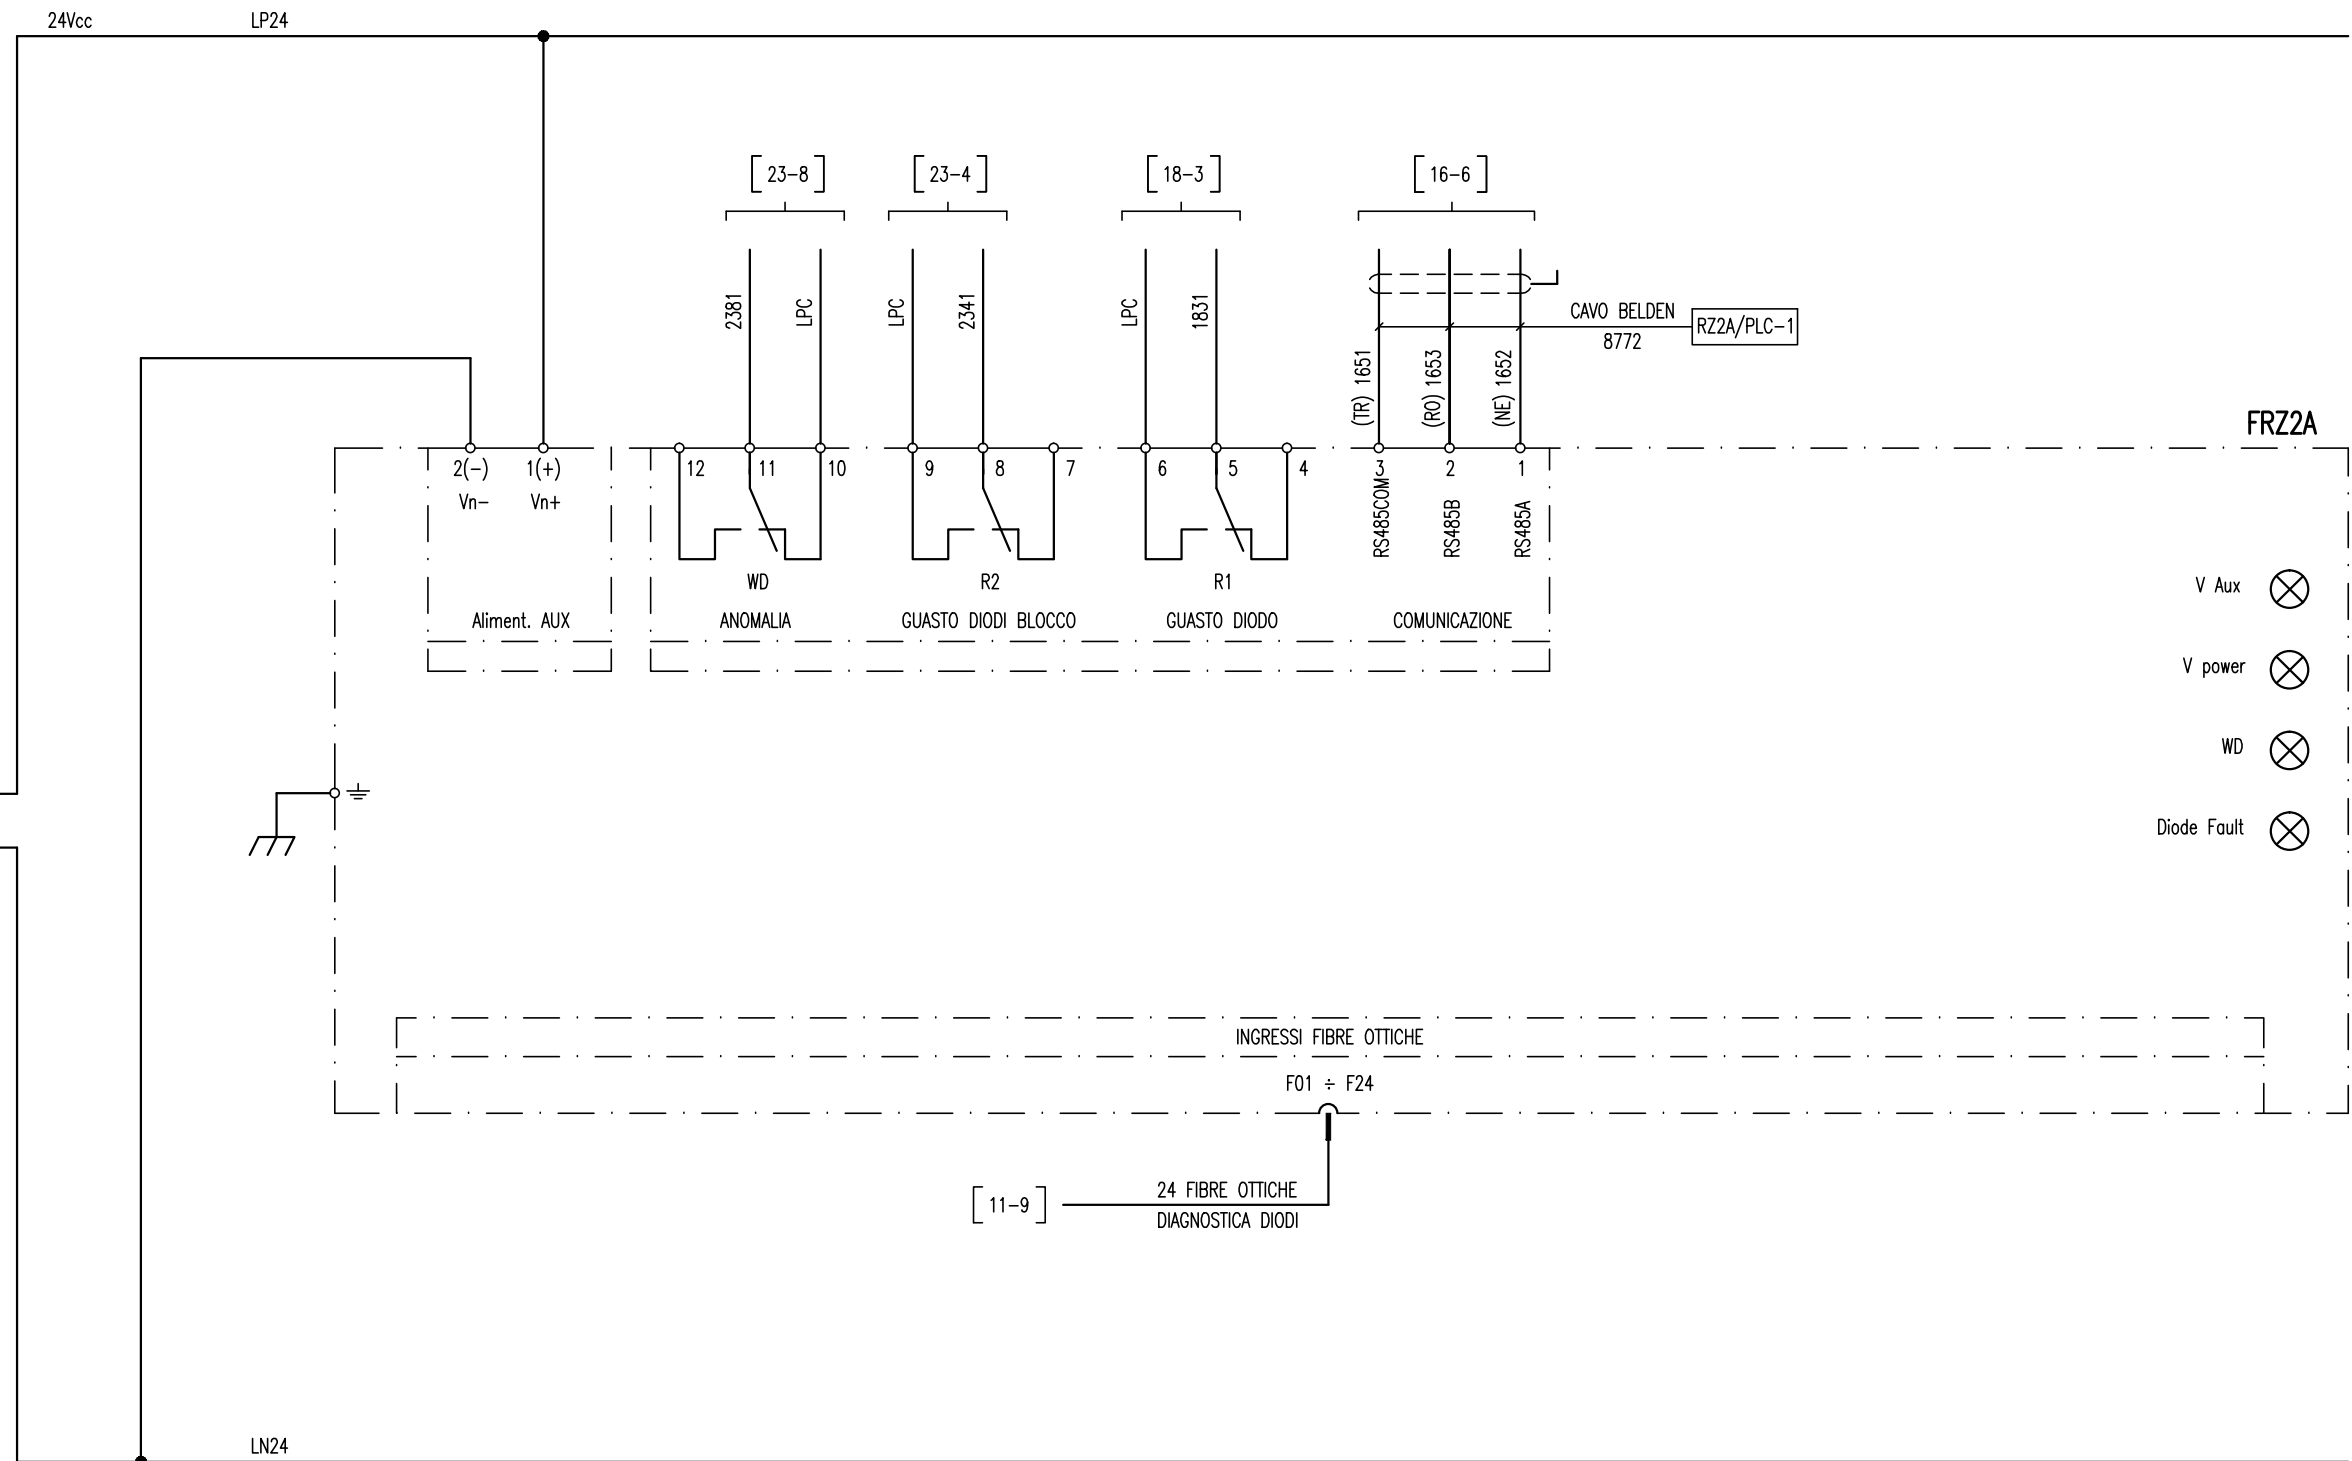 24Vcc LP24
[23-8] [23-4] [18-3] [16-6]
2381 LPC LPC 2341 LPC 1831
CAVO BELDEN
8772
RZ2A/PLC-1
(TR) 1651 (RO) 1653 (NE) 1652
FRZ2A
2(-) 1(+) 12 11 10 9 8 7 6 5 4 3 2 1
Vn- Vn+
RS485COM RS485B RS485A
WD R2 R1
Aliment. AUX ANOMALIA GUASTO DIODI BLOCCO GUASTO DIODO COMUNICAZIONE
V Aux
V power
WD
Diode Fault
INGRESSI FIBRE OTTICHE
F01 ÷ F24
[11-9] 24 FIBRE OTTICHE
DIAGNOSTICA DIODI
LN24